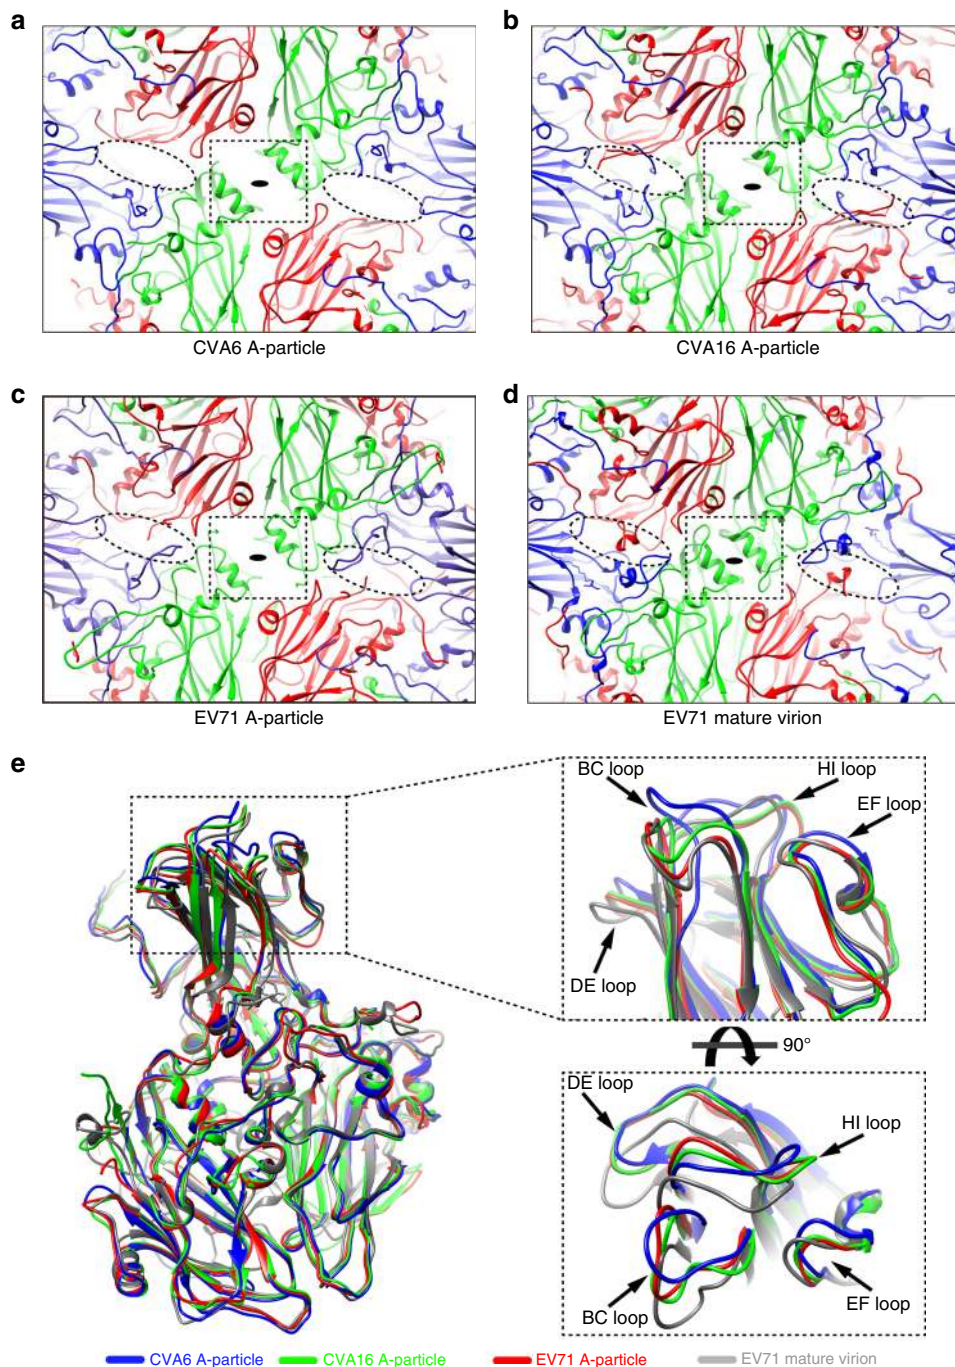 a
b
CVA6 A-particle
CVA16 A-particle
c
d
EV71 A-particle
EV71 mature virion
e
BC loop
HI loop
EF loop
DE loop
90°
DE loop
HI loop
BC loop
EF loop
CVA6 A-particle
CVA16 A-particle
EV71 A-particle
EV71 mature virion